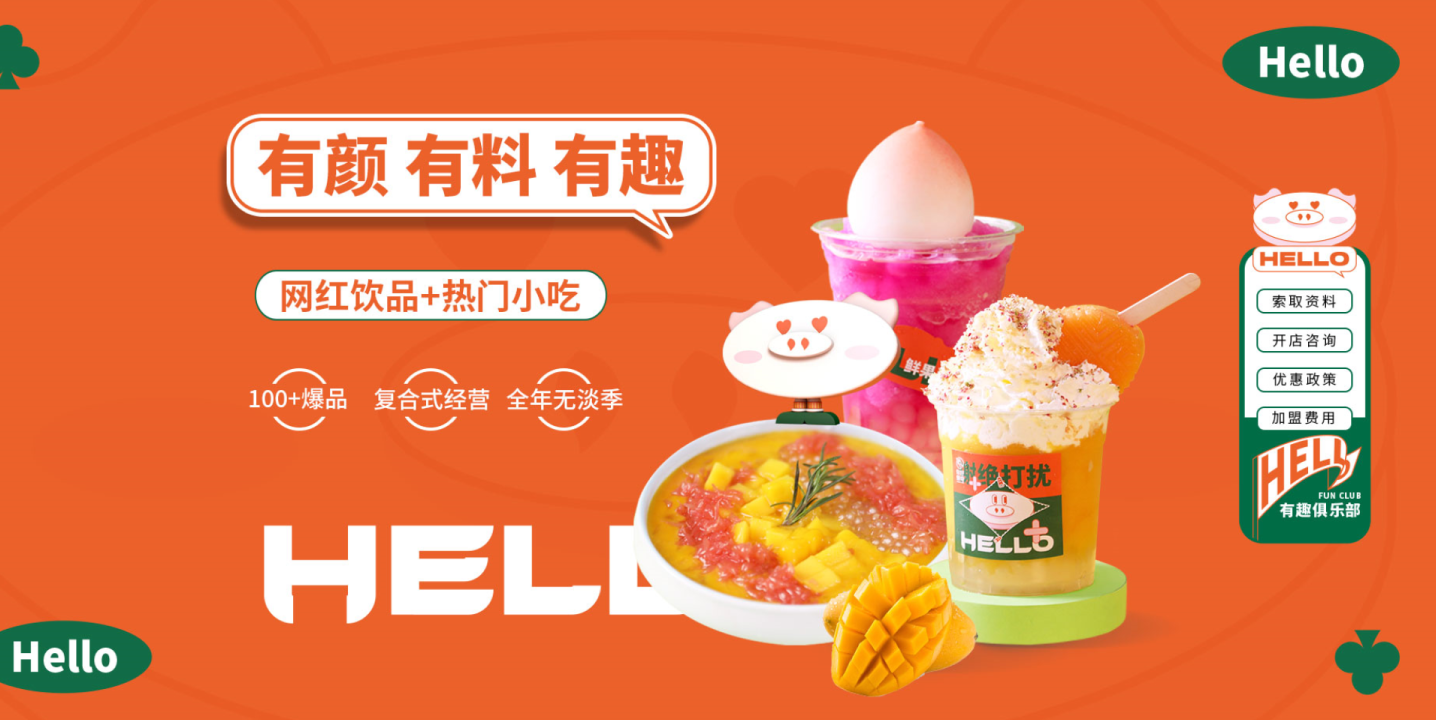 Hello
有颜 有料 有趣
网红饮品+热门小吃
100+爆品 复合式经营 全年无淡季
HELL
Hello
鲜果
谢绝打扰
HELLO
HELLO
索取资料
开店咨询
优惠政策
加盟费用
HELLO
FUN CLUB
有趣俱乐部